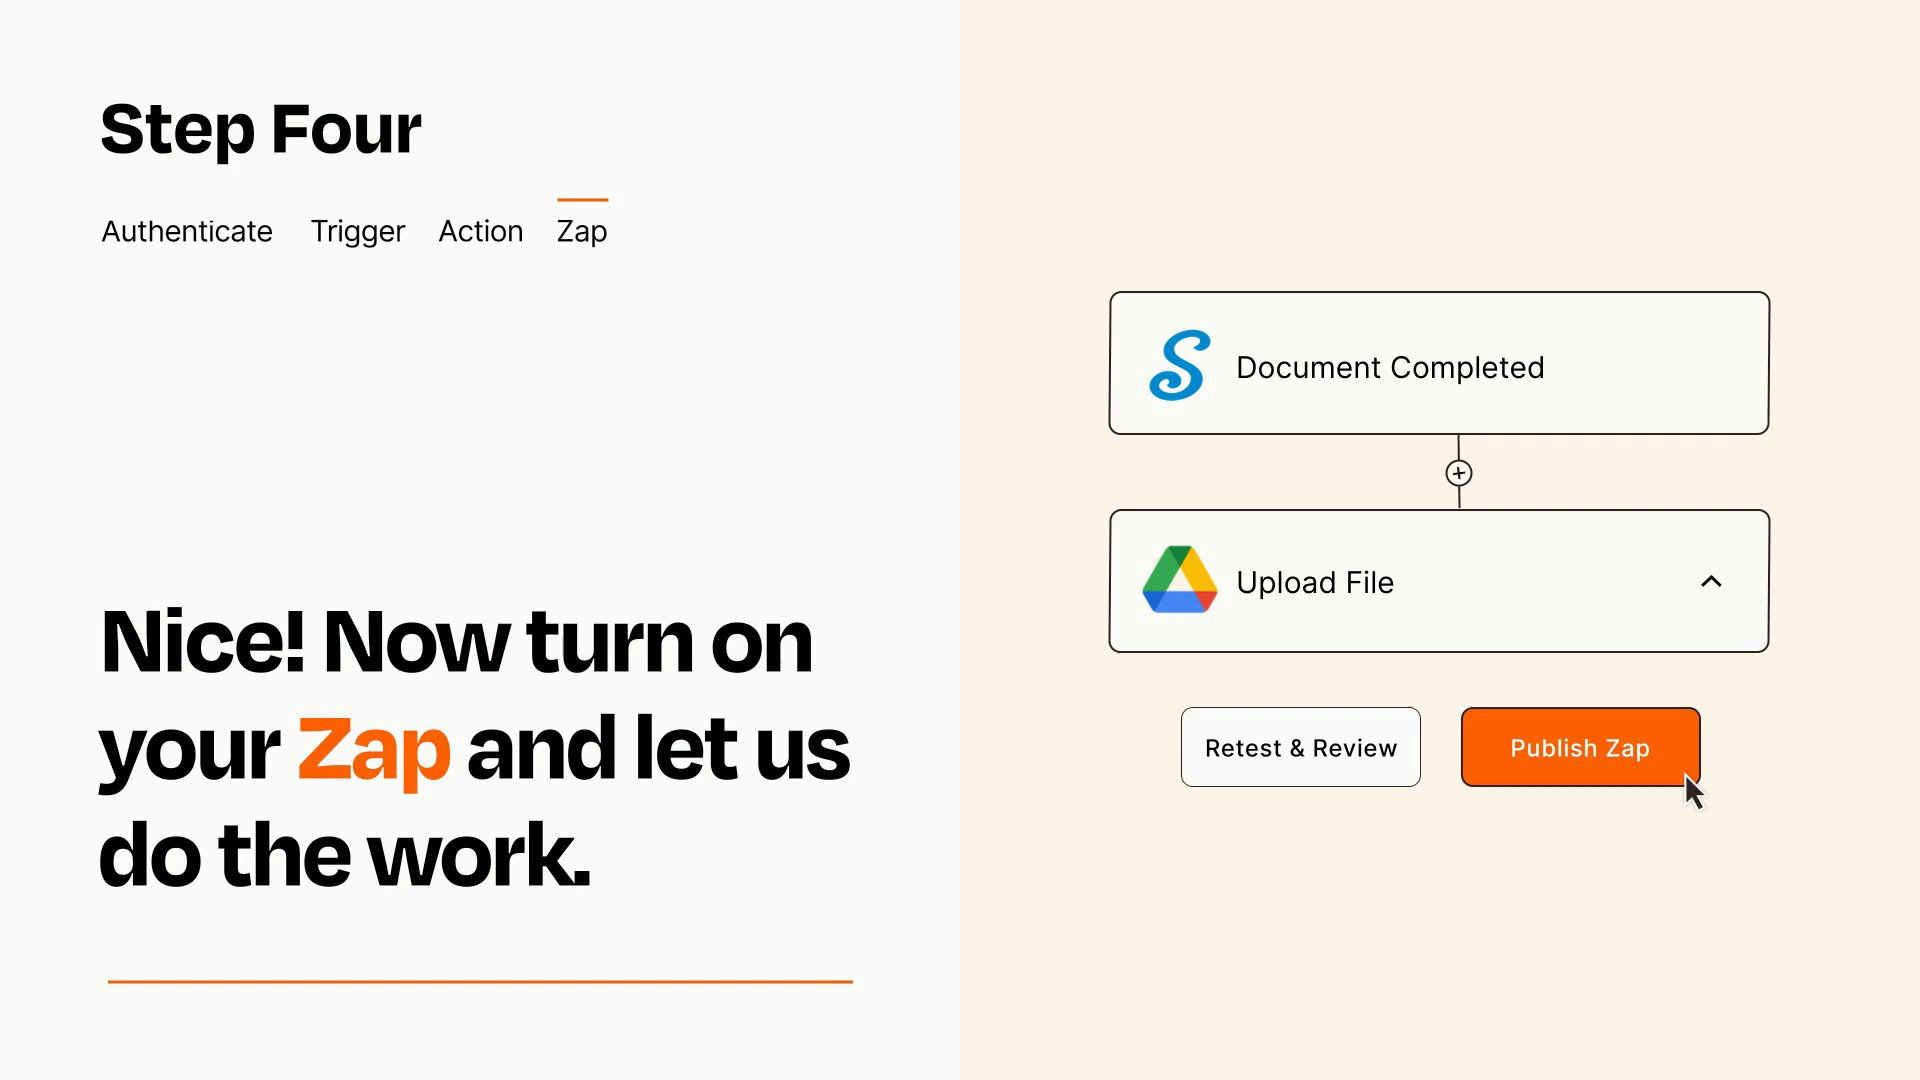 Step Four
Authenticate Trigger Action Zap
Nice! Now turn on
your Zap and let us
do the work.
Document Completed
Upload File
Retest & Review
Publish Zap